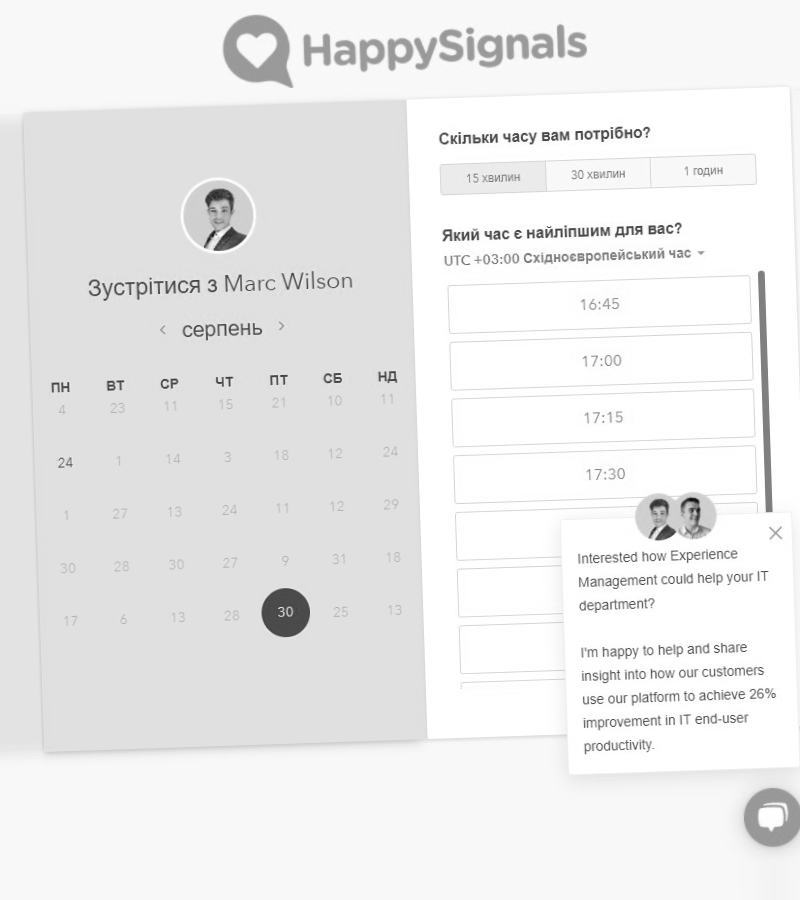 HappySignals
Зустрітися з Marc Wilson
серпень
ПН ВТ СР ЧТ ПТ СБ НД
4 23 11 15 21 10 11
24 1 14 3 18 12 24
1 27 13 24 11 12 29
30 28 30 27 9 31 18
17 6 13 28 30 25 13
Скільки часу вам потрібно?
15 хвилин 30 хвилин 1 годин
Який час є найліпшим для вас?
UTC +03:00 Східноєвропейський час
16:45
17:00
17:15
17:30
Interested how Experience
Management could help your IT
department?
I'm happy to help and share
insight into how our customers
use our platform to achieve 26%
improvement in IT end-user
productivity.